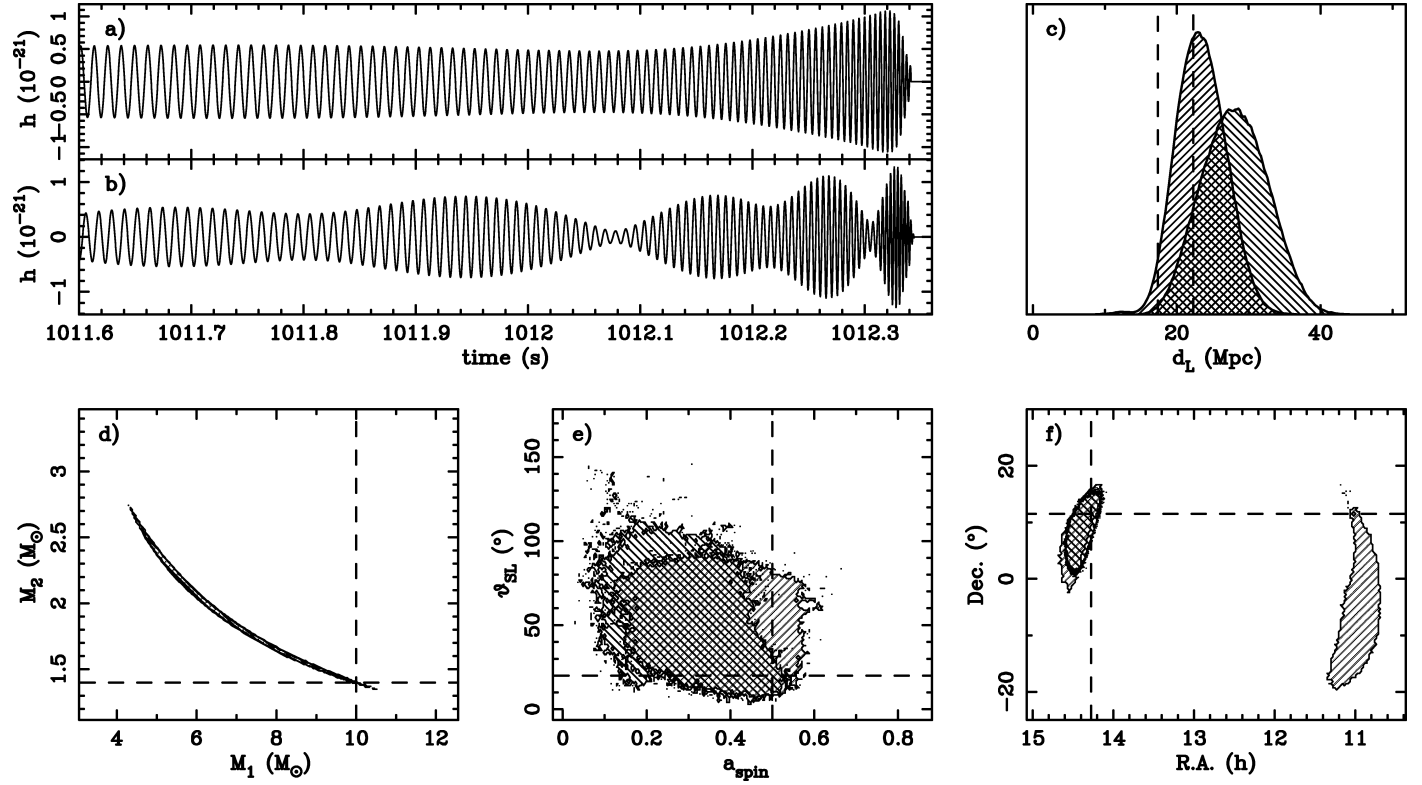 a)
h (10⁻²¹)
−1 −0.5 0 0.5 1
b)
h (10⁻²¹)
−1 0 1
1011.6 1011.7 1011.8 1011.9 1012 1012.1 1012.2 1012.3
time (s)
c)
0 20 40
d_L (Mpc)
d)
M₂ (M⊙)
1.5 2 2.5 3
4 6 8 10 12
M₁ (M⊙)
e)
ϑ_SL (°)
0 50 100 150
0 0.2 0.4 0.6 0.8
a_spin
f)
Dec. (°)
−20 0 20
15 14 13 12 11
R.A. (h)